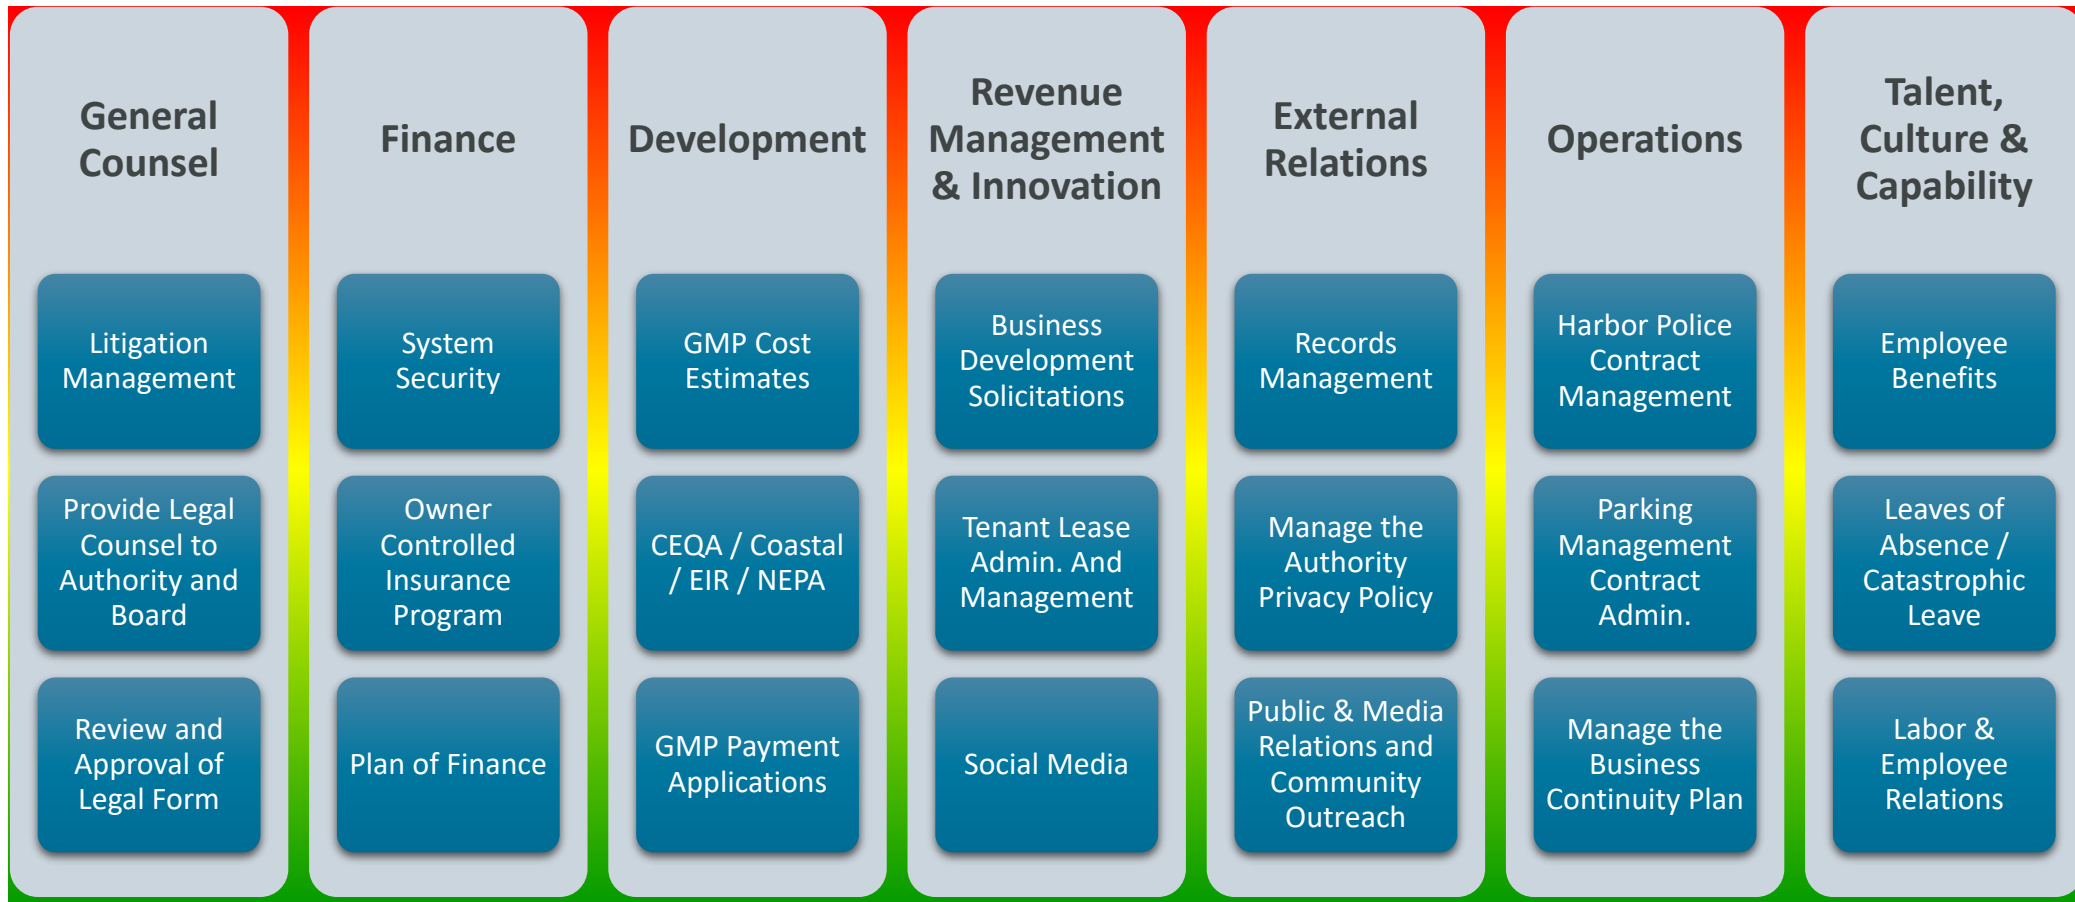 General
Counsel
Litigation
Management
Provide Legal
Counsel to
Authority and
Board
Review and
Approval of
Legal Form
Finance
System
Security
Owner
Controlled
Insurance
Program
Plan of Finance
Development
GMP Cost
Estimates
CEQA / Coastal
/ EIR / NEPA
GMP Payment
Applications
Revenue
Management
& Innovation
Business
Development
Solicitations
Tenant Lease
Admin. And
Management
Social Media
External
Relations
Records
Management
Manage the
Authority
Privacy Policy
Public & Media
Relations and
Community
Outreach
Operations
Harbor Police
Contract
Management
Parking
Management
Contract
Admin.
Manage the
Business
Continuity Plan
Talent,
Culture &
Capability
Employee
Benefits
Leaves of
Absence /
Catastrophic
Leave
Labor &
Employee
Relations